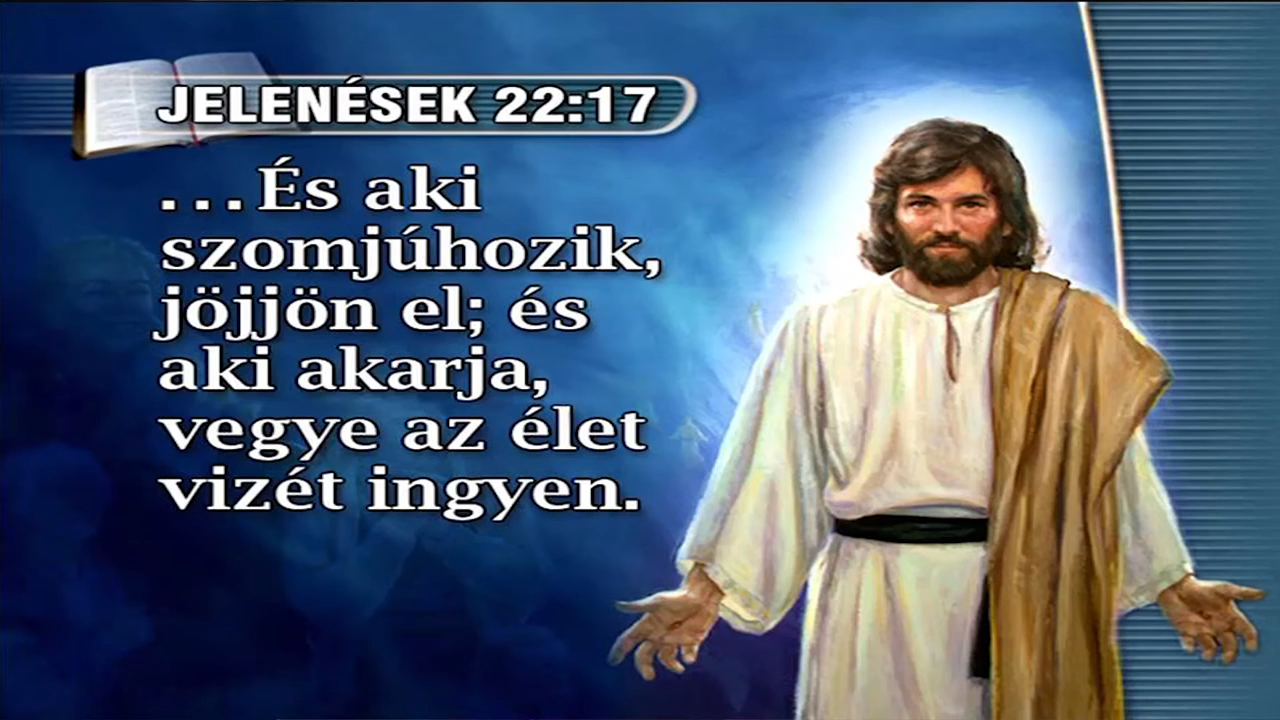 JELENÉSEK 22:17
...És aki
szomjúhozik,
jöjjön el; és
aki akarja,
vegye az élet
vizét ingyen.